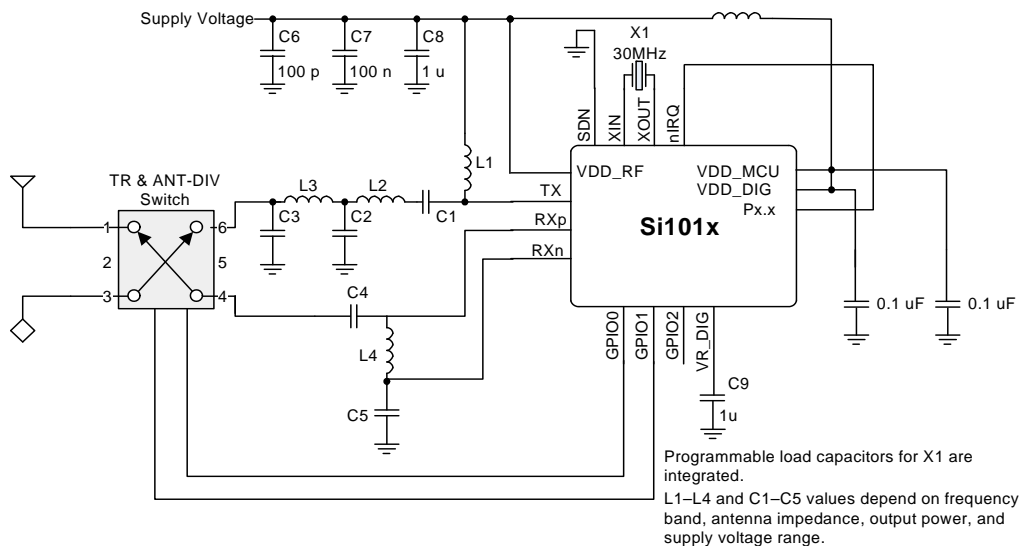 Supply Voltage
C6
100 p
C7
100 n
C8
1 u
X1
30MHz
SDN
XIN
XOUT
nIRQ
L1
VDD_RF
VDD_MCU
VDD_DIG
Px.x
TX
RXp
RXn
Si101x
TR & ANT-DIV
Switch
L3
L2
C1
C3
C2
1
6
2
5
3
4
C4
L4
C5
GPIO0
GPIO1
GPIO2
VR_DIG
0.1 uF
0.1 uF
C9
1u
Programmable load capacitors for X1 are
integrated.
L1–L4 and C1–C5 values depend on frequency
band, antenna impedance, output power, and
supply voltage range.